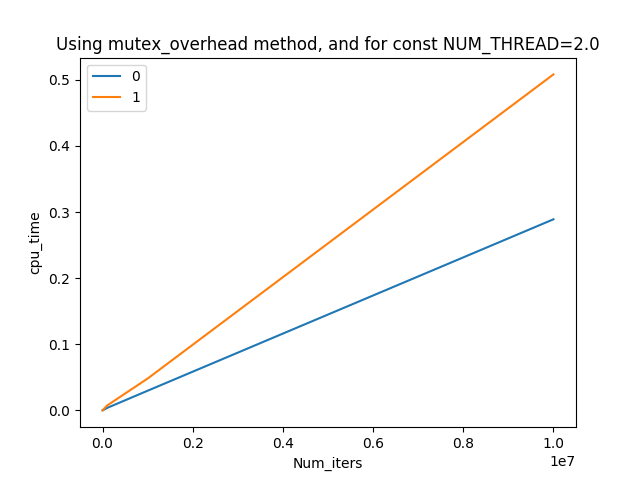 Using mutex_overhead method, and for const NUM_THREAD=2.0
0
1
cpu_time
0.5
0.4
0.3
0.2
0.1
0.0
0.0 0.2 0.4 0.6 0.8 1.0
1e7
Num_iters